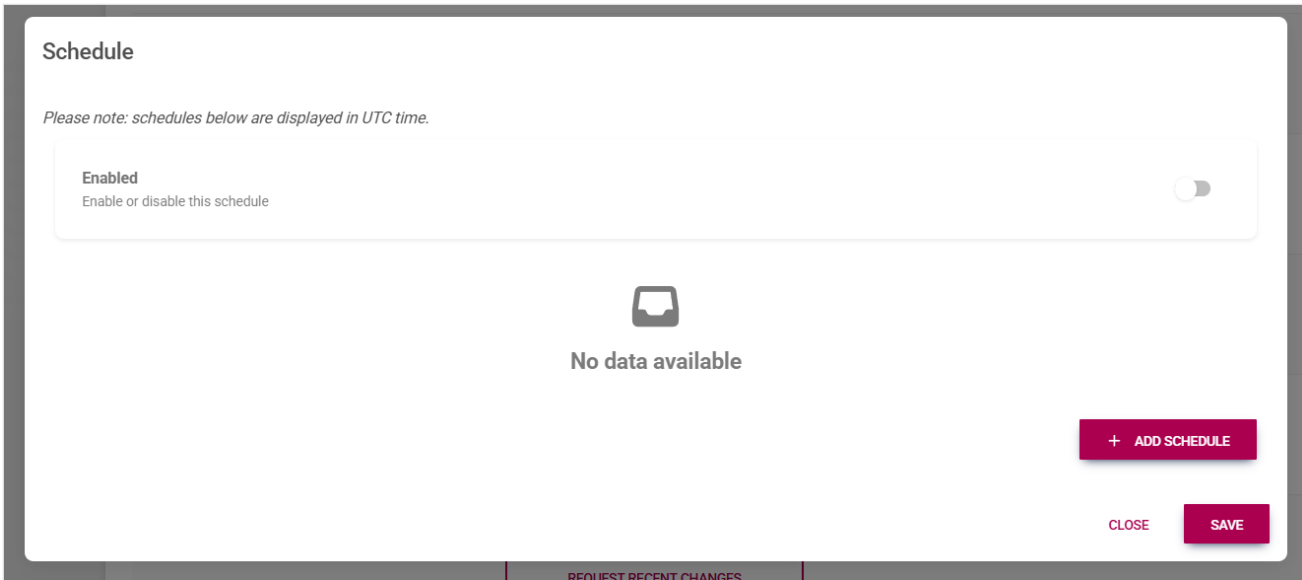 Schedule
Please note: schedules below are displayed in UTC time.
Enabled
Enable or disable this schedule
No data available
+ ADD SCHEDULE
CLOSE
SAVE
REQUEST RECENT CHANGES